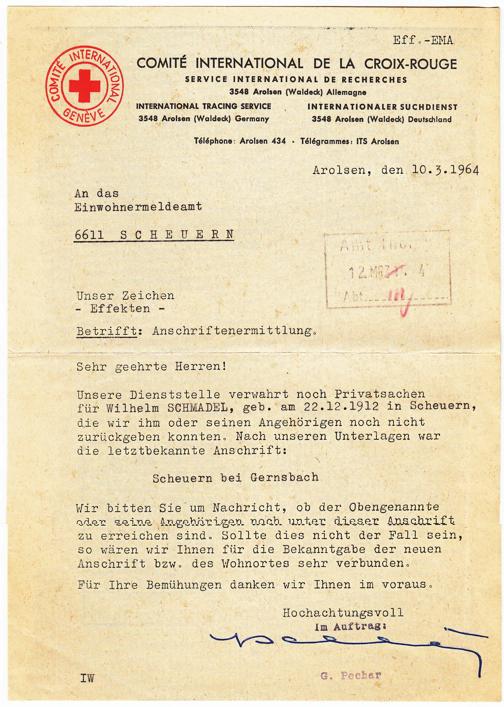 Eff.-EMA
COMITÉ INTERNATIONAL
GENÈVE
COMITÉ INTERNATIONAL DE LA CROIX-ROUGE
SERVICE INTERNATIONAL DE RECHERCHES
3548 Arolsen (Waldeck) Allemagne
INTERNATIONAL TRACING SERVICE
3548 Arolsen (Waldeck) Germany
INTERNATIONALER SUCHDIENST
3548 Arolsen (Waldeck) Deutschland
Téléphone: Arolsen 434 · Télégrammes: ITS Arolsen
Arolsen, den 10.3.1964
An das
Einwohnermeldeamt
6611 SCHEUERN
Amt
12. MRZ. 4
Abt.
Unser Zeichen
- Effekten -
Betrifft: Anschriftenermittlung.
Sehr geehrte Herren!
Unsere Dienststelle verwahrt noch Privatsachen
für Wilhelm SCHMADEL, geb. am 22.12.1912 in Scheuern,
die wir ihm oder seinen Angehörigen noch nicht
zurückgeben konnten. Nach unseren Unterlagen war
die letztbekannte Anschrift:
Scheuern bei Gernsbach
Wir bitten Sie um Nachricht, ob der Obengenannte
oder seine Angehörigen noch unter dieser Anschrift
zu erreichen sind. Sollte dies nicht der Fall sein,
so wären wir Ihnen für die Bekanntgabe der neuen
Anschrift bzw. des Wohnortes sehr verbunden.
Für Ihre Bemühungen danken wir Ihnen im voraus.
Hochachtungsvoll
Im Auftrag:
IW
G. Pechar